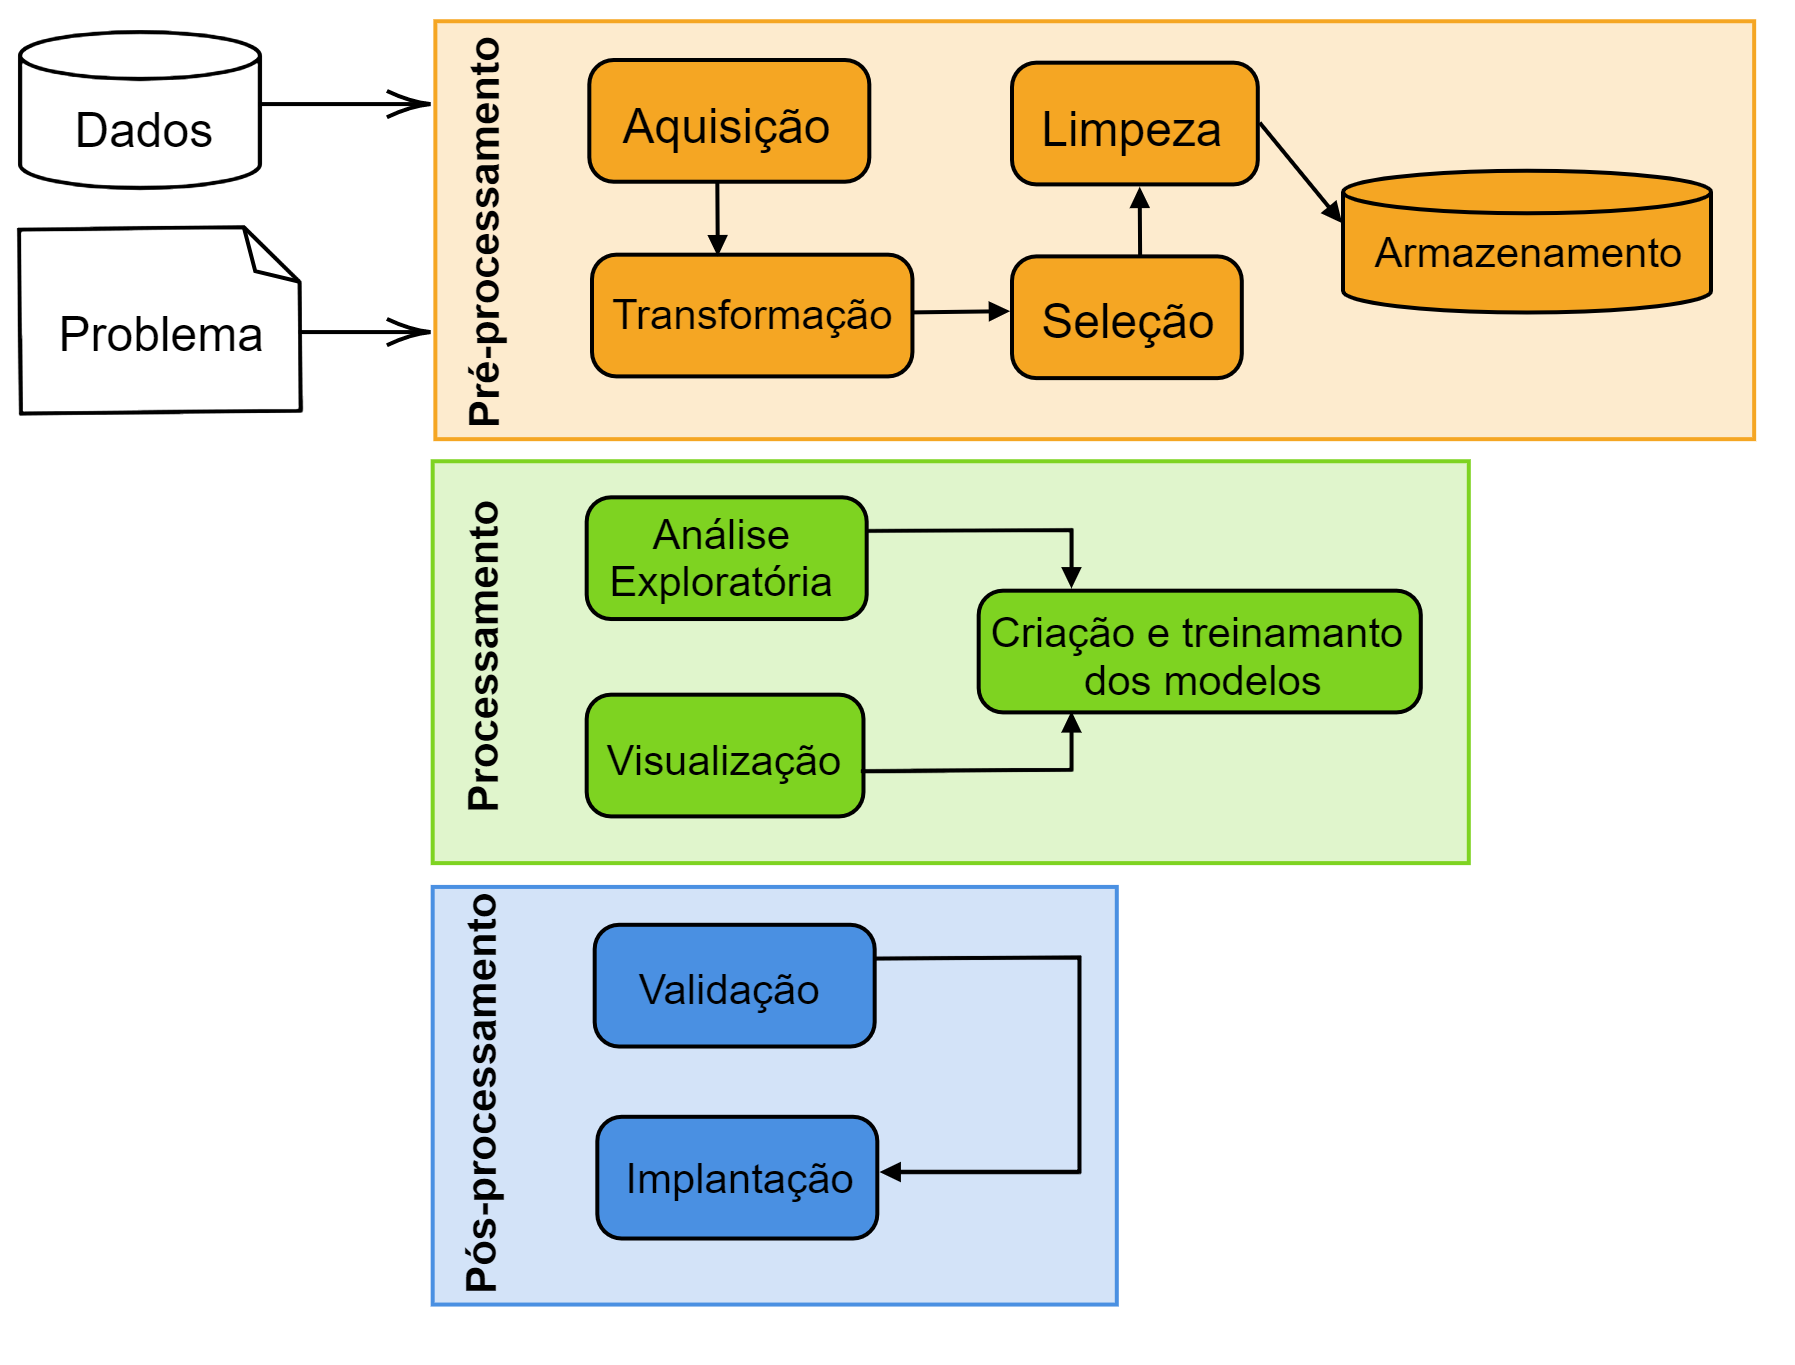 Dados
Problema
Pré-processamento
Aquisição
Limpeza
Armazenamento
Transformação
Seleção
Processamento
Análise
Exploratória
Criação e treinamanto
dos modelos
Visualização
Pós-processamento
Validação
Implantação